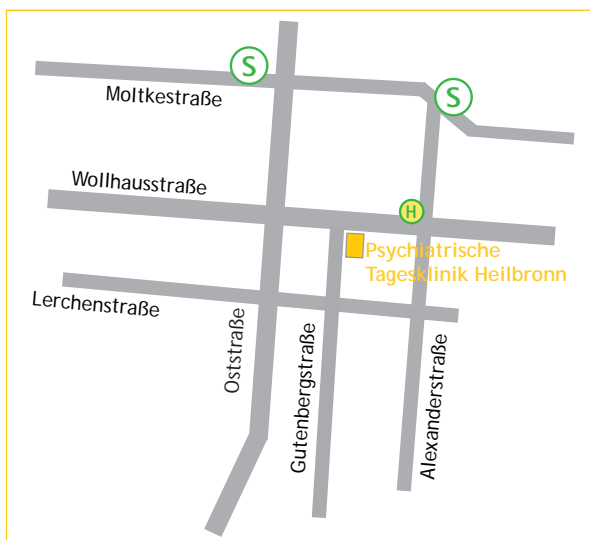 S
S
Moltkestraße
Wollhausstraße
H
Psychiatrische
Tagesklinik Heilbronn
Lerchenstraße
Oststraße
Gutenbergstraße
Alexanderstraße